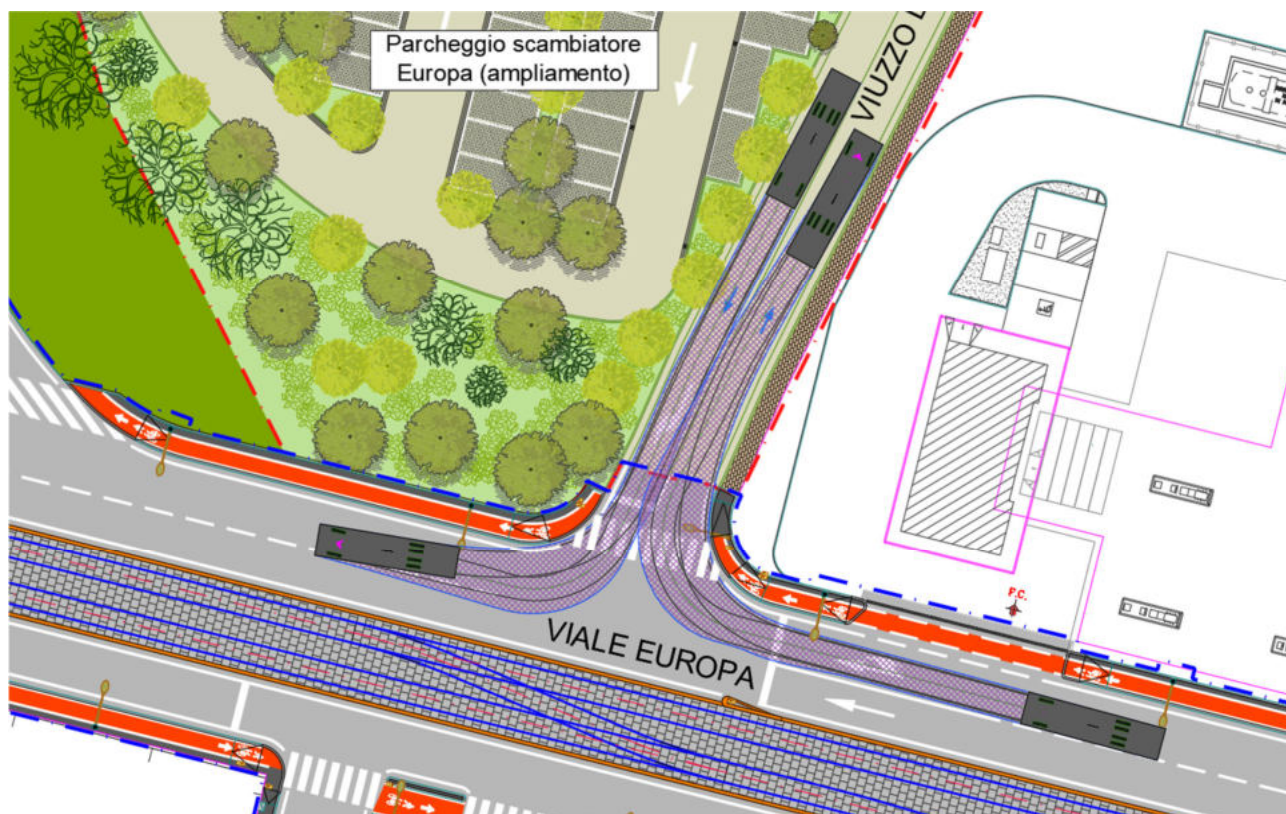 Parcheggio scambiatore
Europa (ampliamento)
VIUZZO D
VIALE EUROPA
F.C.